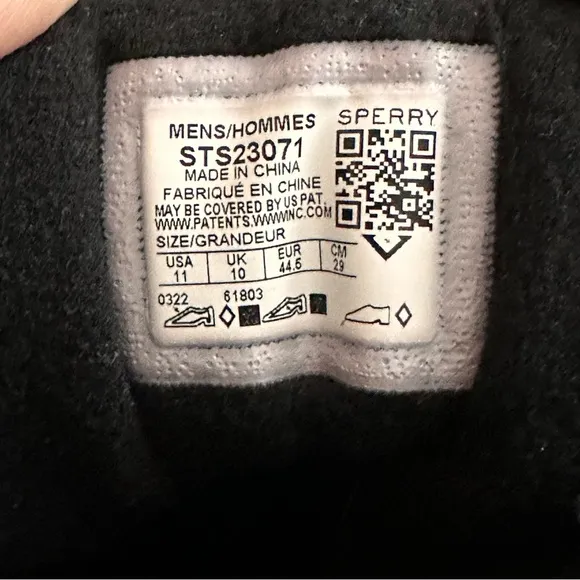 SPERRY
MENS/HOMMES
STS23071
MADE IN CHINA
FABRIQUÉ EN CHINE
MAY BE COVERED BY US PAT.
WWW.PATENTS.WWWINC.COM
SIZE/GRANDEUR
USA UK EUR CM
11 10 44.5 29
0322 61803